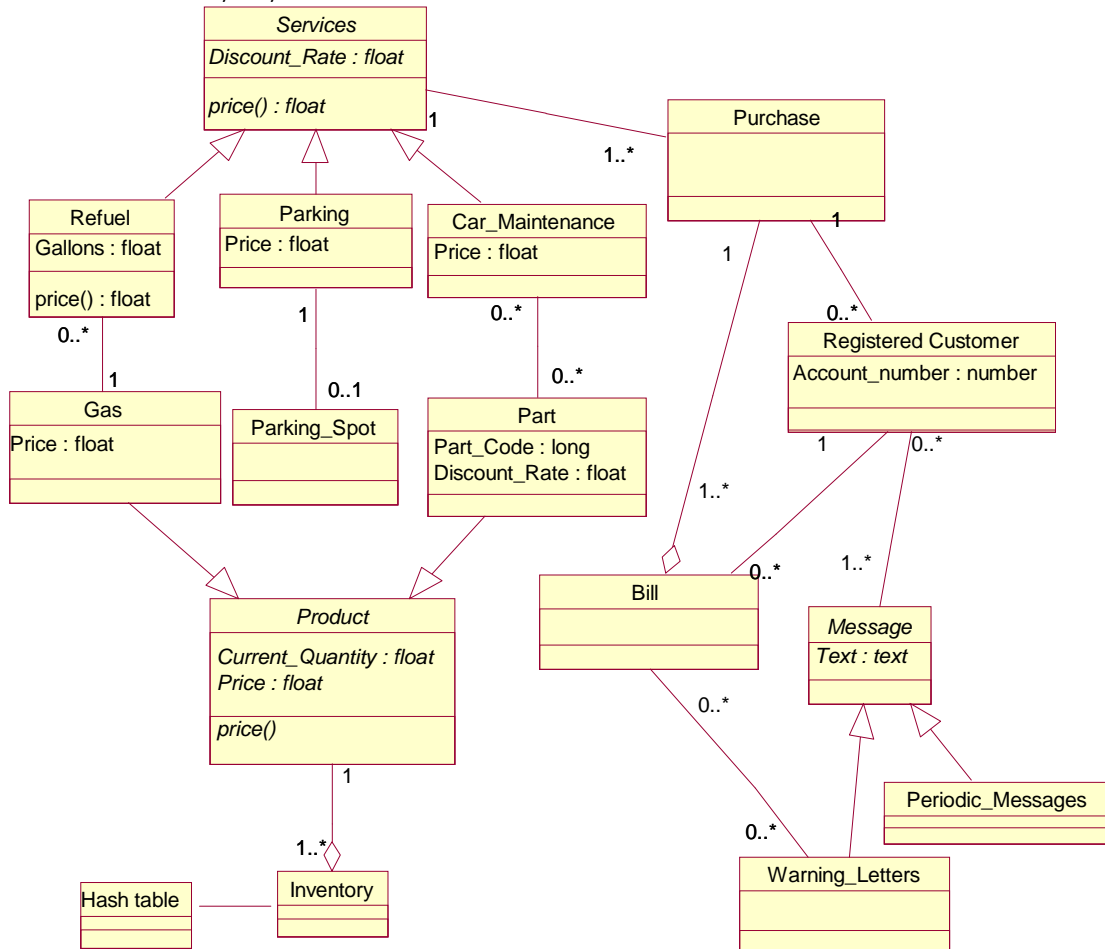 Services
Discount_Rate : float
price() : float
1
Purchase
1..*
Refuel
Gallons : float
price() : float
Parking
Price : float
Car_Maintenance
Price : float
1
1
0..*
1
0..*
0..*
Registered Customer
Account_number : number
1
0..1
0..*
Gas
Price : float
Parking_Spot
Part
Part_Code : long
Discount_Rate : float
1
0..*
1..*
1..*
0..*
Bill
Product
Current_Quantity : float
Price : float
price()
Message
Text : text
0..*
1
Periodic_Messages
0..*
1..*
Warning_Letters
Inventory
Hash table